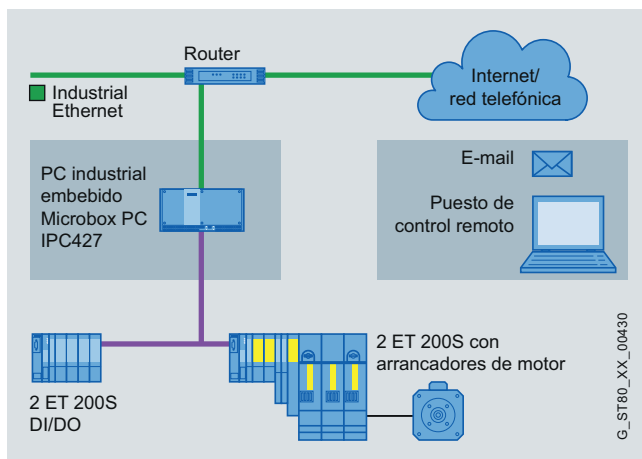 Router
Industrial
Ethernet
Internet/
red telefónica
PC industrial
embebido
Microbox PC
IPC427
E-mail
Puesto de
control remoto
2 ET 200S
DI/DO
2 ET 200S con
arrancadores de motor
G_ST80_XX_00430